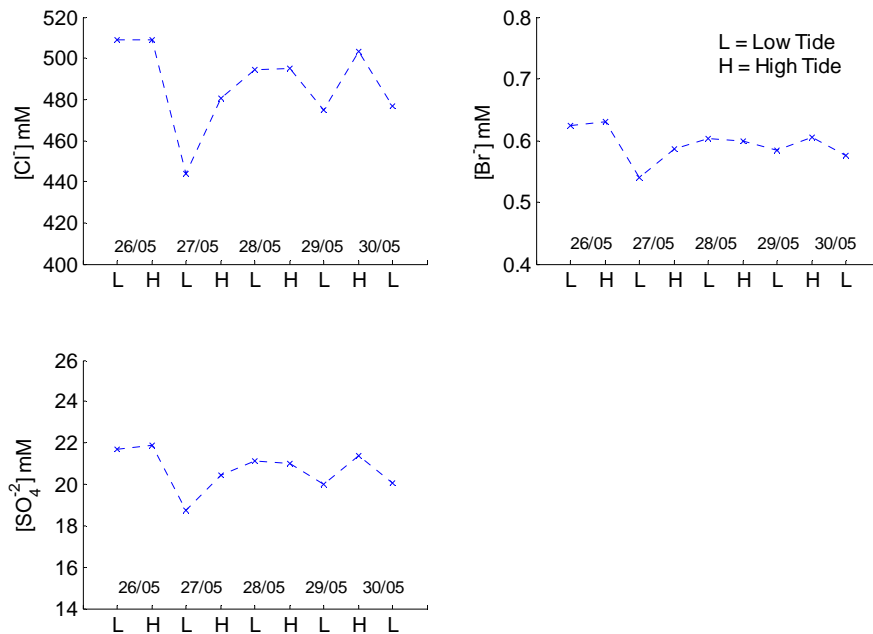 520
500
480
460
440
420
400
[Cl⁻] mM
26/05 27/05 28/05 29/05 30/05
L H L H L H L H L
0.8
0.7
0.6
0.5
0.4
[Br⁻] mM
L = Low Tide
H = High Tide
26/05 27/05 28/05 29/05 30/05
L H L H L H L H L
26
24
22
20
18
16
14
[SO₄⁻²] mM
26/05 27/05 28/05 29/05 30/05
L H L H L H L H L